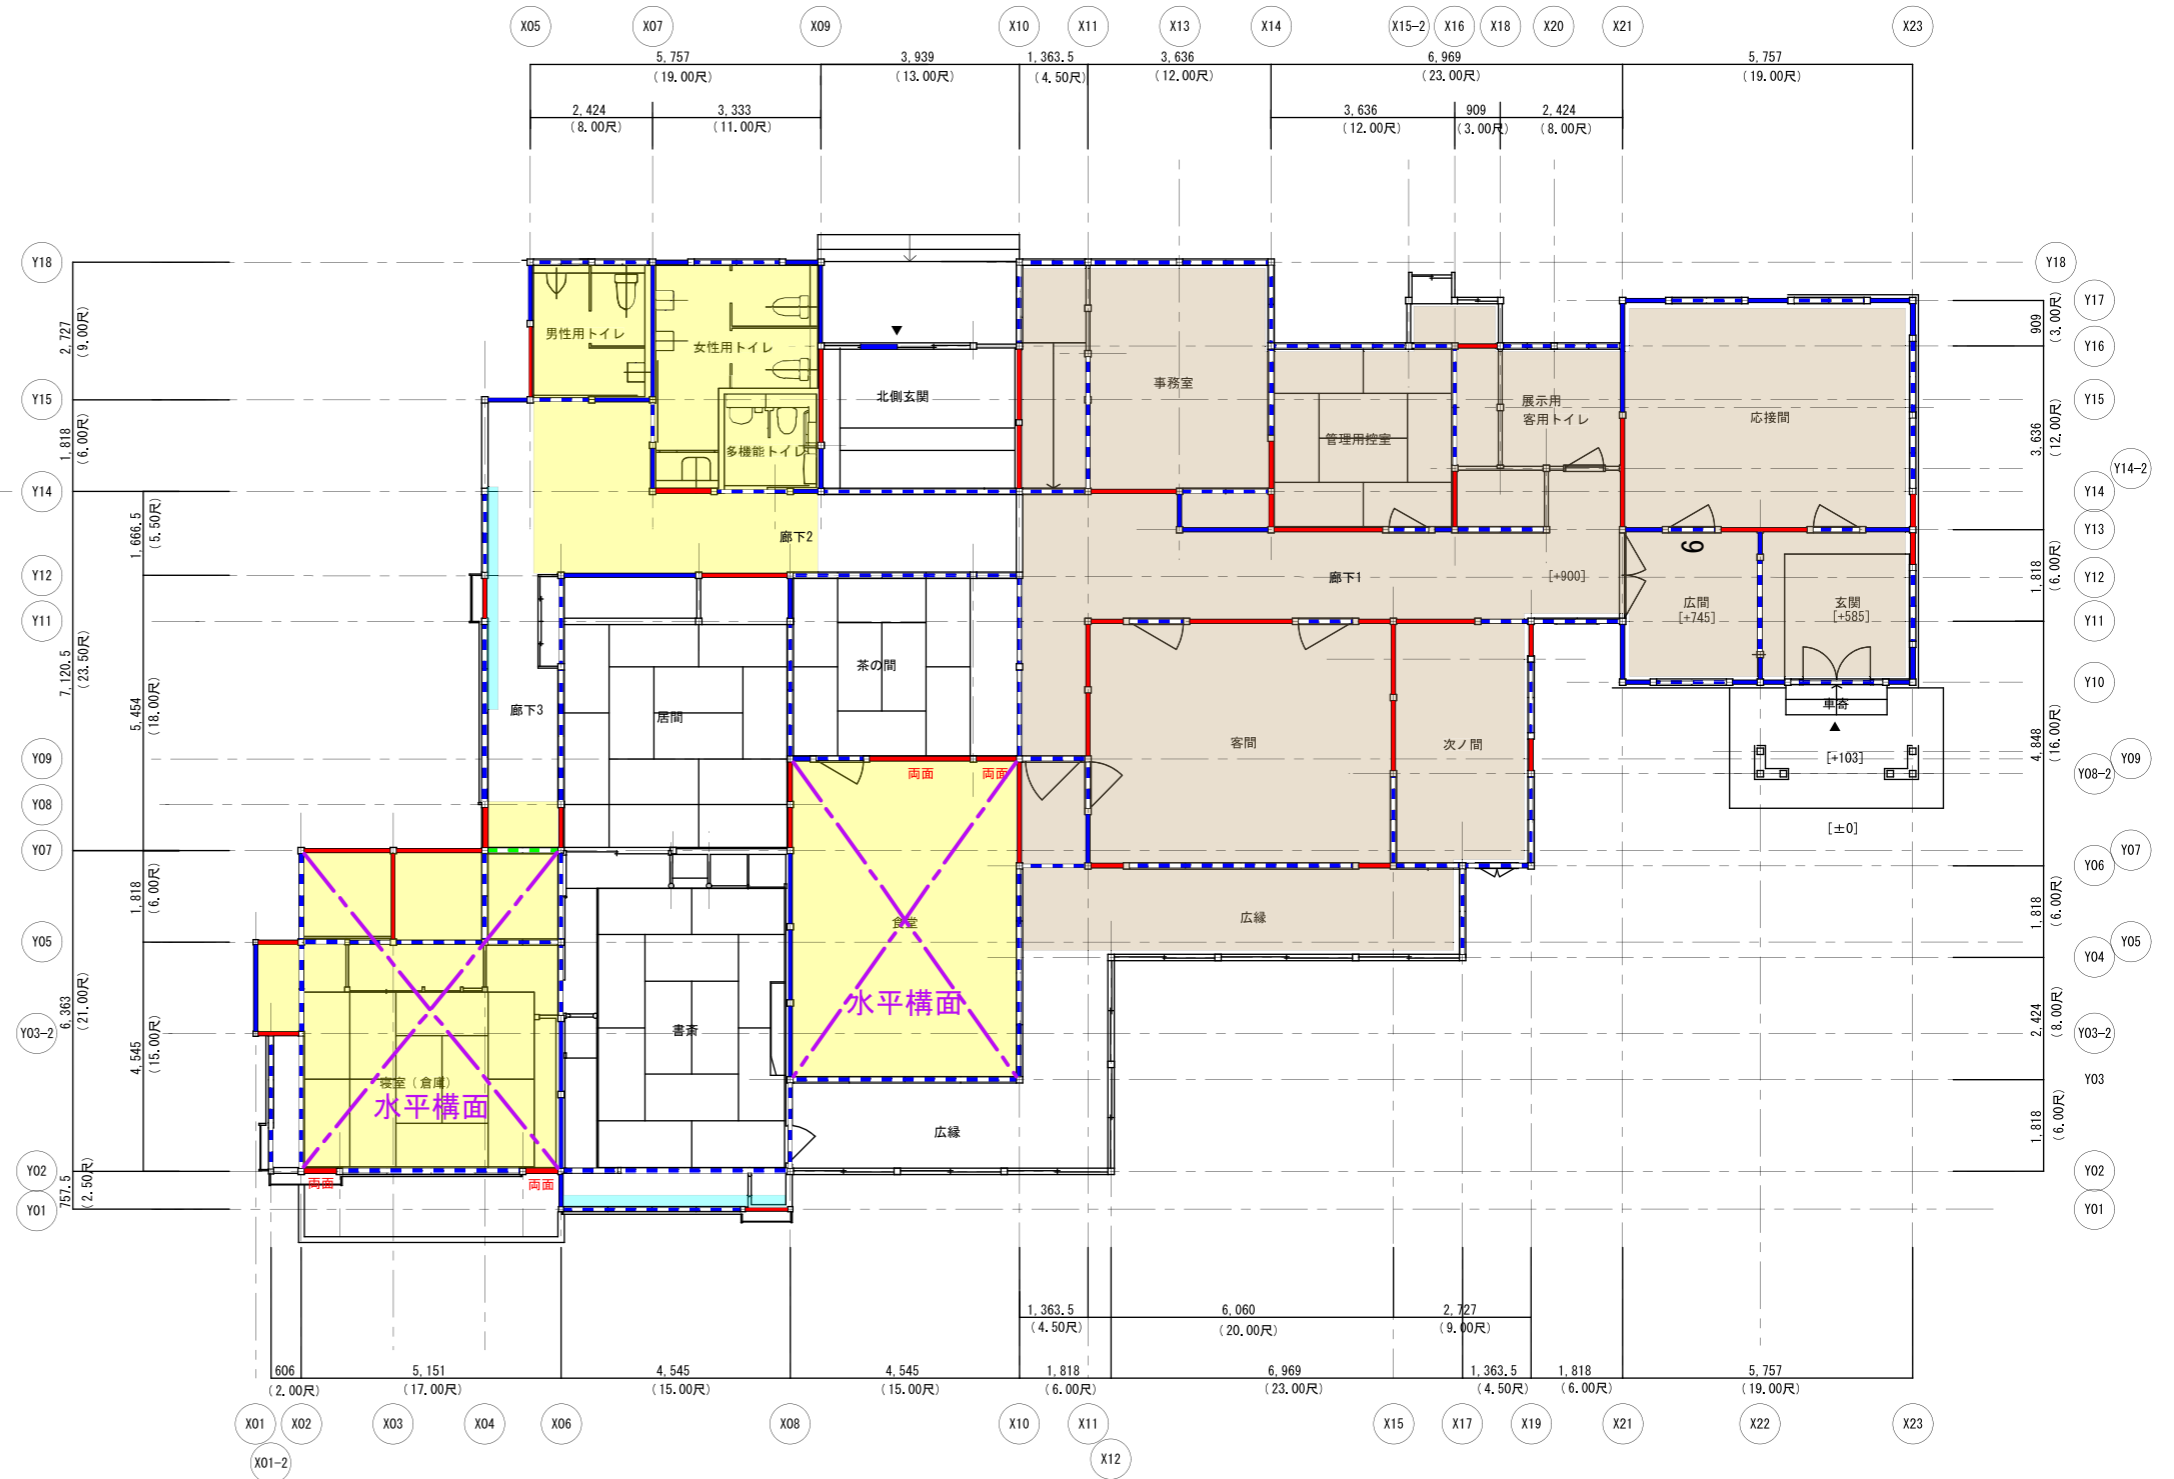 X05 X07 X09 X10 X11 X13 X14 X15-2 X16 X18 X20 X21 X23
5,757 3,939 1,363.5 3,636 6,969 5,757
(19.00尺) (13.00尺) (4.50尺) (12.00尺) (23.00尺) (19.00尺)
2,424 3,333 3,636 909 2,424
(8.00尺) (11.00尺) (12.00尺) (3.00尺) (8.00尺)
Y18
Y15
Y14
Y12
Y11
Y09
Y08
Y07
Y05
Y03-2
Y02
Y01
2,727
(9.00尺)
1,818
(6.00尺)
7,120.5
(23.50尺)
6,363
(21.00尺)
757.5
(2.50尺)
1,666.5
(5.50尺)
5,454
(18.00尺)
1,818
(6.00尺)
4,545
(15.00尺)
男性用トイレ
女性用トイレ
多機能トイレ
北側玄関
事務室
管理用控室
展示用
客用トイレ
応接間
廊下2
廊下1
[+900]
9
広間
[+745]
玄関
[+585]
車寄
[+103]
[±0]
廊下3
居間
茶の間
両面 両面
客間
次ノ間
食堂
水平構面
広縁
書斎
寝室(倉庫)
水平構面
両面 両面
広縁
Y18
Y17
Y16
Y15
Y14-2
Y14
Y13
Y12
Y11
Y10
Y09
Y08-2
Y07
Y06
Y05
Y04
Y03-2
Y03
Y02
Y01
909
(3.00尺)
3,636
(12.00尺)
1,818
(6.00尺)
4,848
(16.00尺)
1,818
(6.00尺)
2,424
(8.00尺)
1,818
(6.00尺)
1,363.5 6,060 2,727
(4.50尺) (20.00尺) (9.00尺)
606 5,151 4,545 4,545 1,818 6,969 1,363.5 1,818 5,757
(2.00尺) (17.00尺) (15.00尺) (15.00尺) (6.00尺) (23.00尺) (4.50尺) (6.00尺) (19.00尺)
X01 X02 X03 X04 X06 X08 X10 X11 X15 X17 X19 X21 X22 X23
X01-2 X12